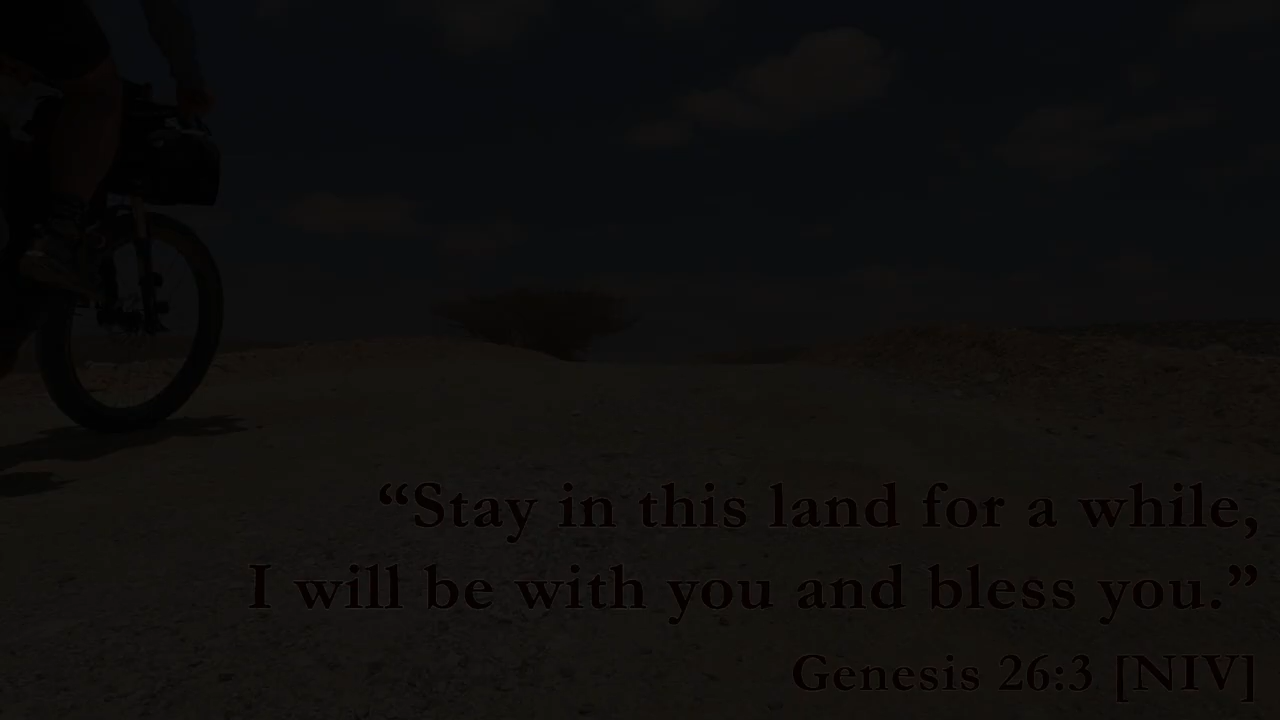 “Stay in this land for a while,
I will be with you and bless you.”
Genesis 26:3 [NIV]